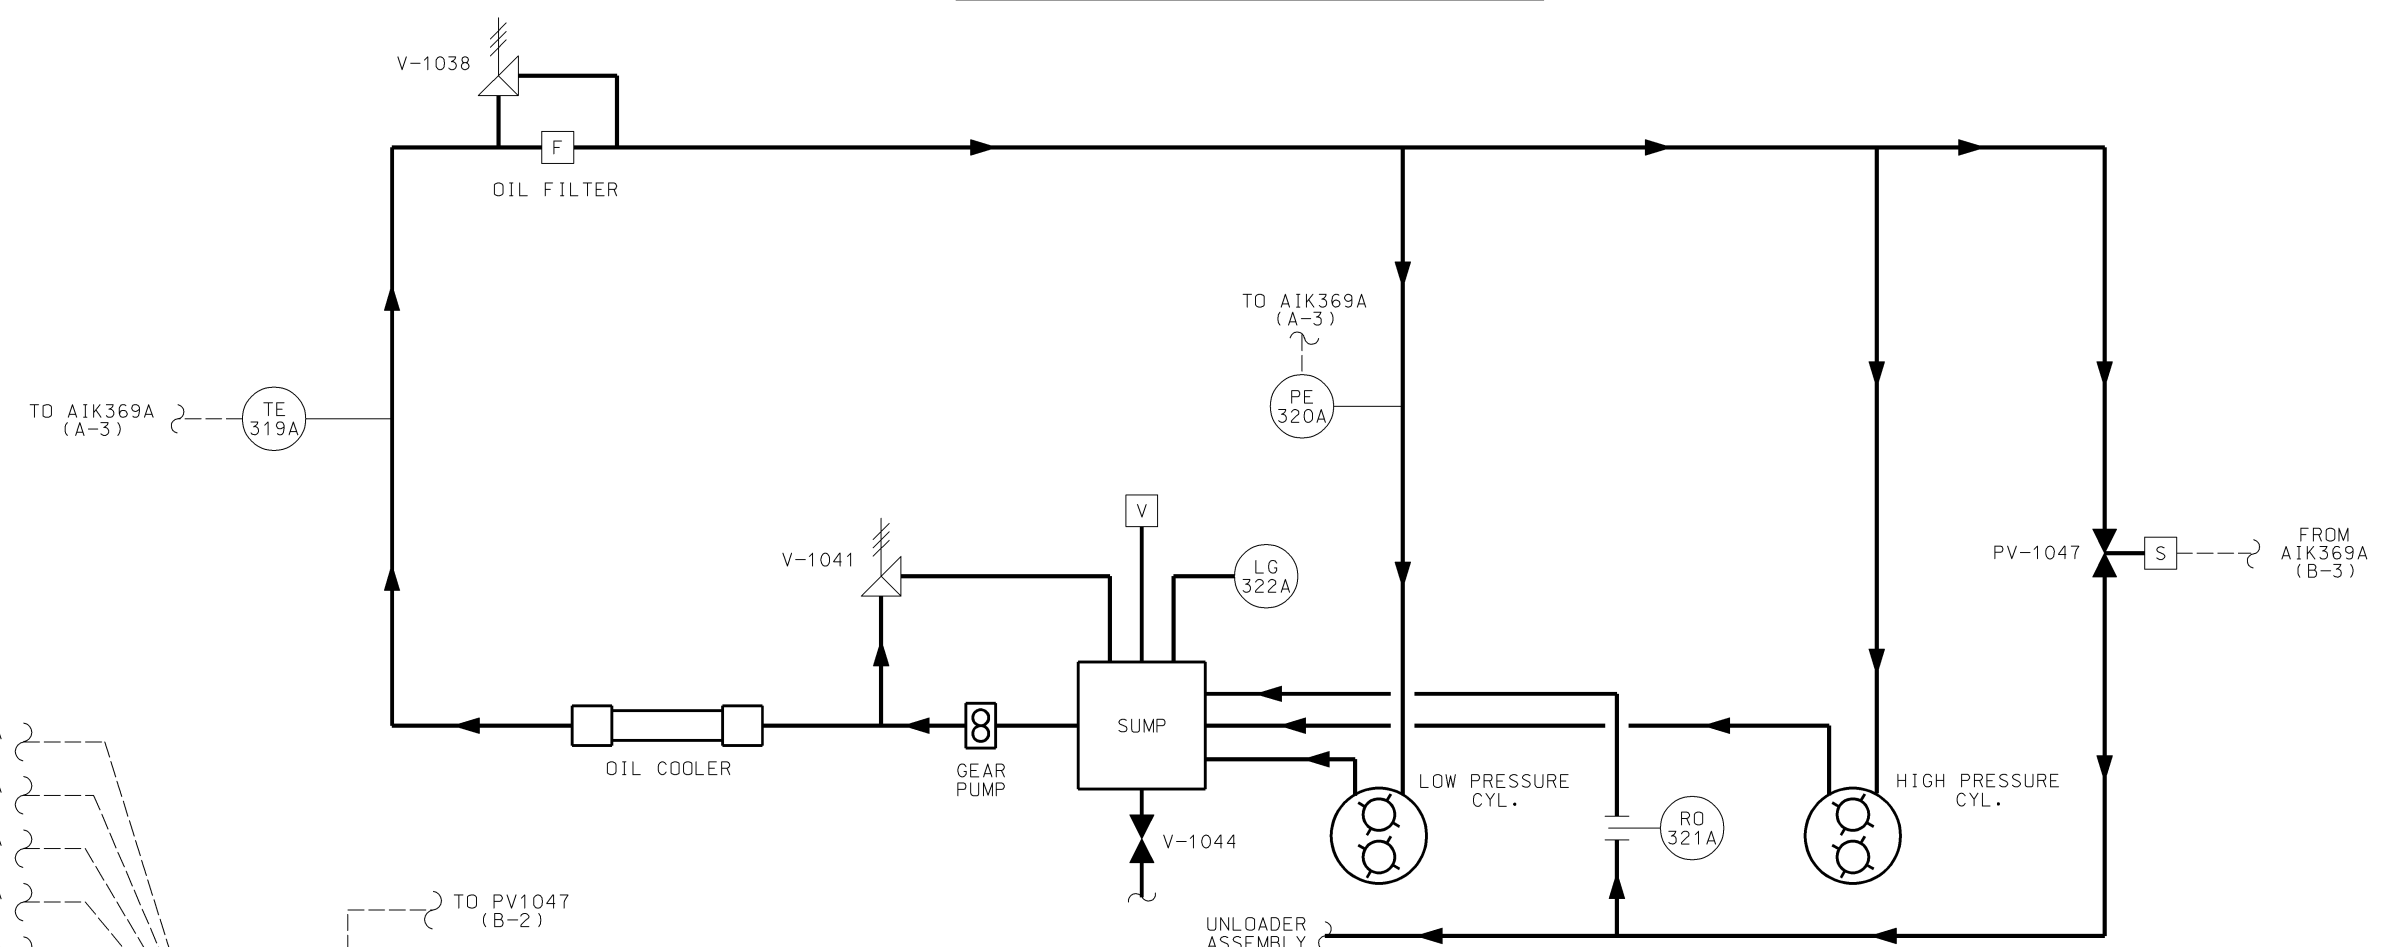 V-1038
F
OIL FILTER
TO AIK369A
(A-3)
TE
319A
TO AIK369A
(A-3)
PE
320A
V
V-1041
LG
322A
PV-1047
S
FROM
AIK369A
(B-3)
SUMP
OIL COOLER
GEAR
PUMP
V-1044
LOW PRESSURE
CYL.
RO
321A
HIGH PRESSURE
CYL.
TO PV1047
(B-2)
UNLOADER
ASSEMBLY